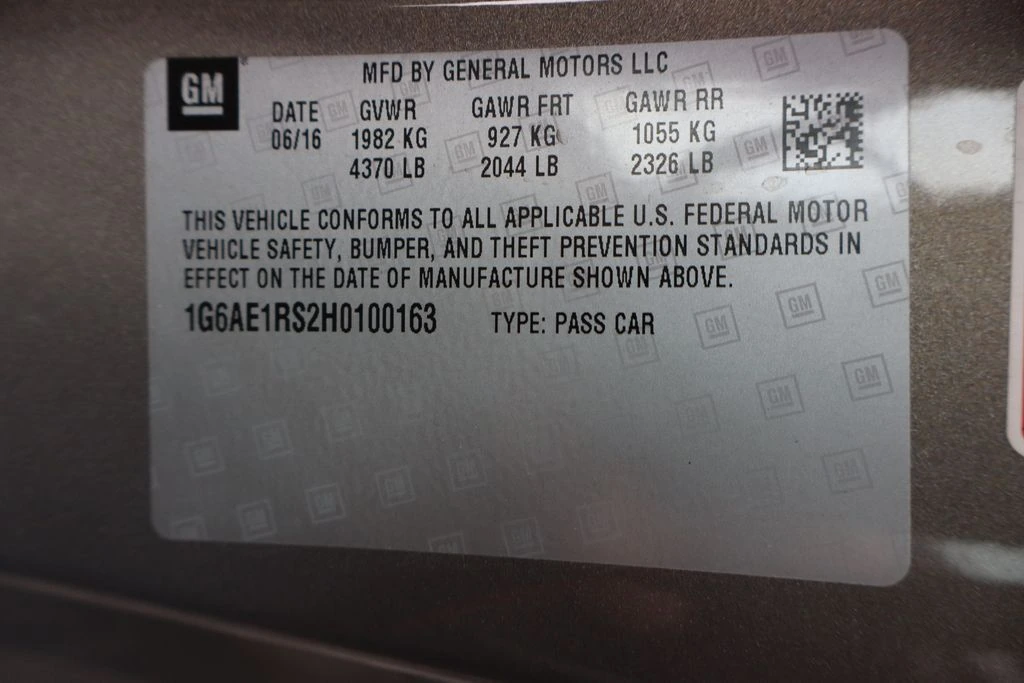 GM
MFD BY GENERAL MOTORS LLC
DATE GVWR GAWR FRT GAWR RR
06/16 1982 KG 927 KG 1055 KG
4370 LB 2044 LB 2326 LB
THIS VEHICLE CONFORMS TO ALL APPLICABLE U.S. FEDERAL MOTOR
VEHICLE SAFETY, BUMPER, AND THEFT PREVENTION STANDARDS IN
EFFECT ON THE DATE OF MANUFACTURE SHOWN ABOVE.
1G6AE1RS2H0100163 TYPE: PASS CAR